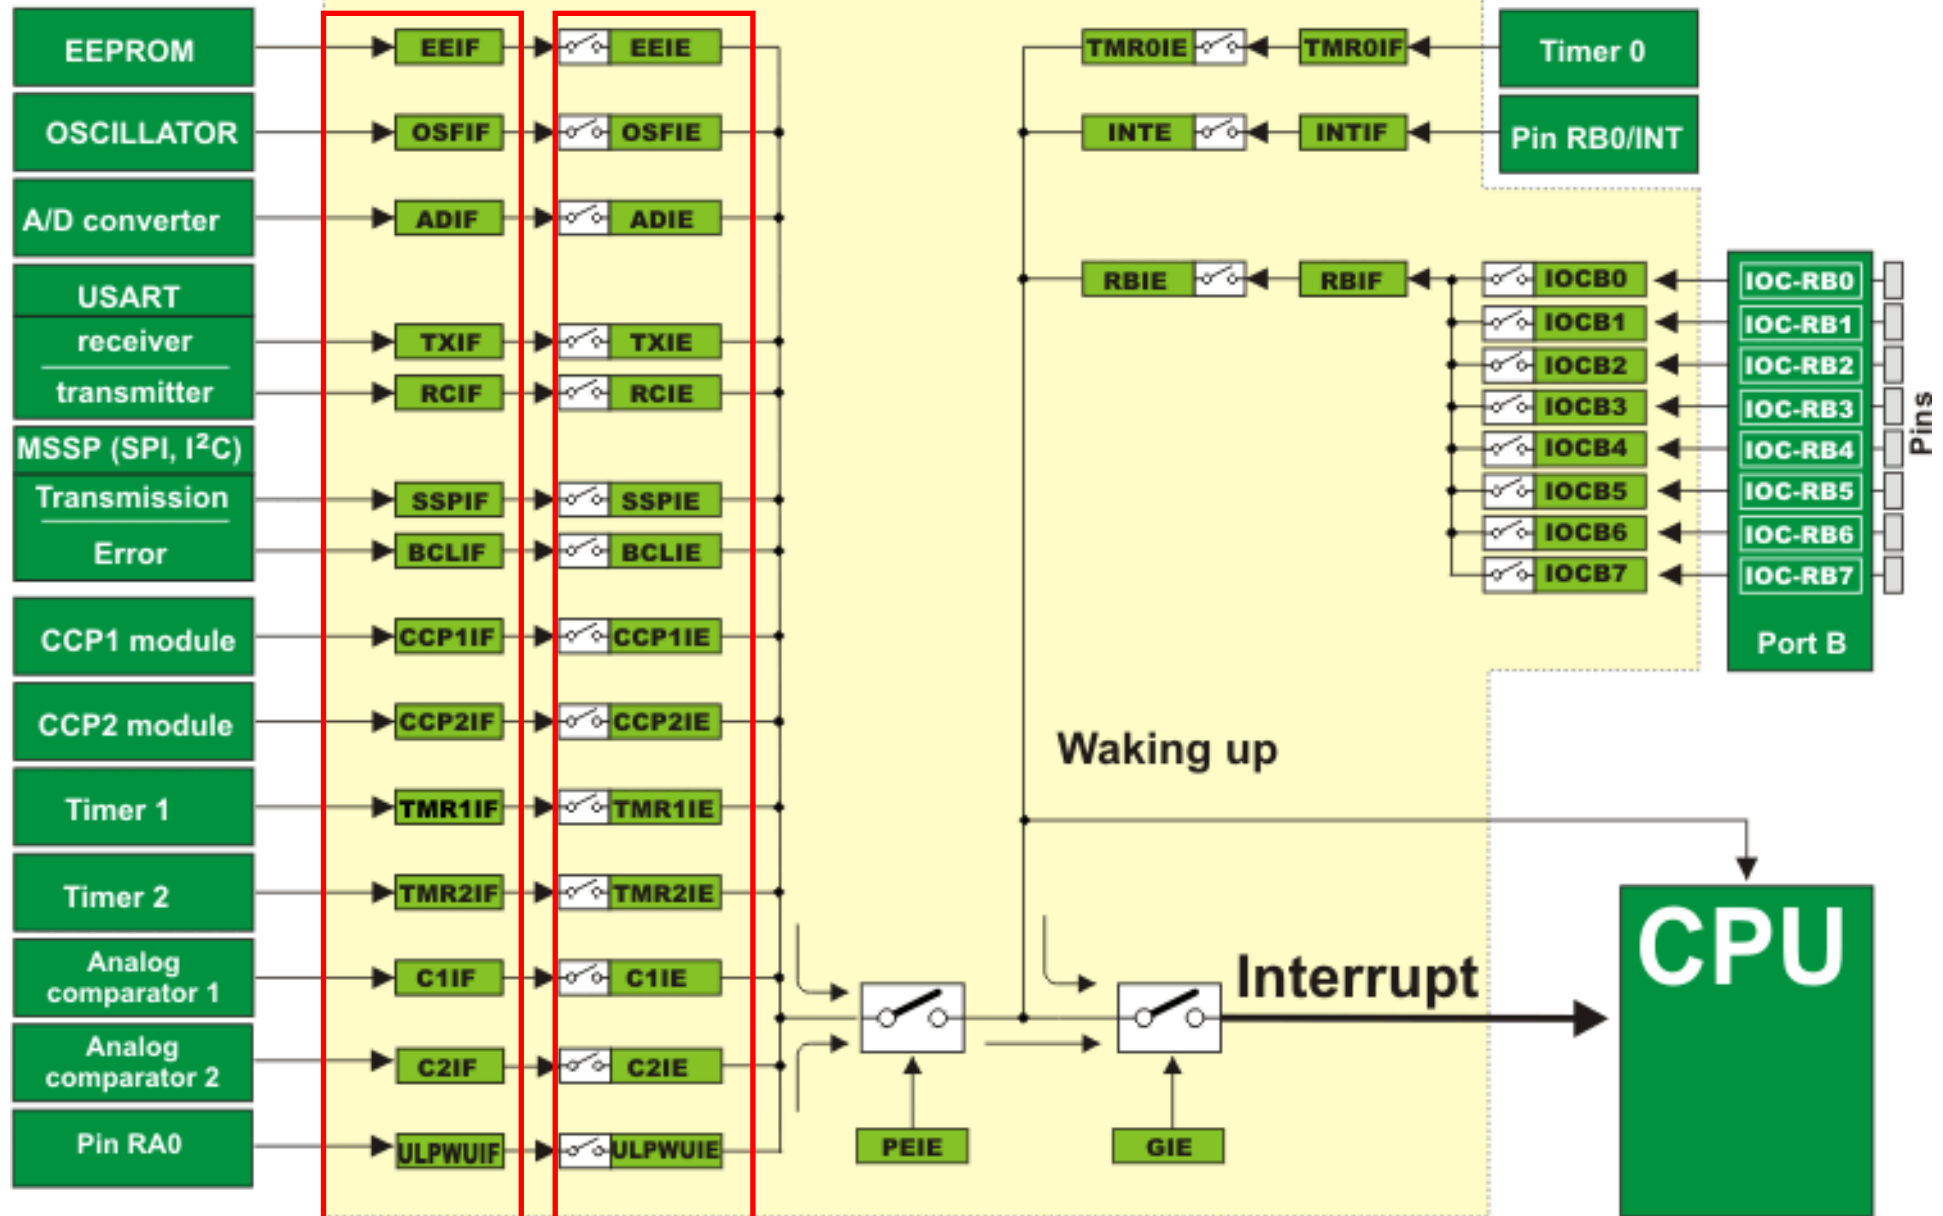 EEPROM
EEIF
EEIE
TMR0IE
TMR0IF
Timer 0
OSCILLATOR
OSFIF
OSFIE
INTE
INTIF
Pin RB0/INT
A/D converter
ADIF
ADIE
USART
receiver
TXIF
TXIE
transmitter
RCIF
RCIE
MSSP (SPI, I²C)
Transmission
SSPIF
SSPIE
Error
BCLIF
BCLIE
CCP1 module
CCP1IF
CCP1IE
CCP2 module
CCP2IF
CCP2IE
Timer 1
TMR1IF
TMR1IE
Timer 2
TMR2IF
TMR2IE
Analog
comparator 1
C1IF
C1IE
Analog
comparator 2
C2IF
C2IE
Pin RA0
ULPWUIF
ULPWUIE
RBIE
RBIF
IOCB0
IOC-RB0
IOCB1
IOC-RB1
IOCB2
IOC-RB2
IOCB3
IOC-RB3
IOCB4
IOC-RB4
IOCB5
IOC-RB5
IOCB6
IOC-RB6
IOCB7
IOC-RB7
Port B
Pins
Waking up
PEIE
GIE
Interrupt
CPU